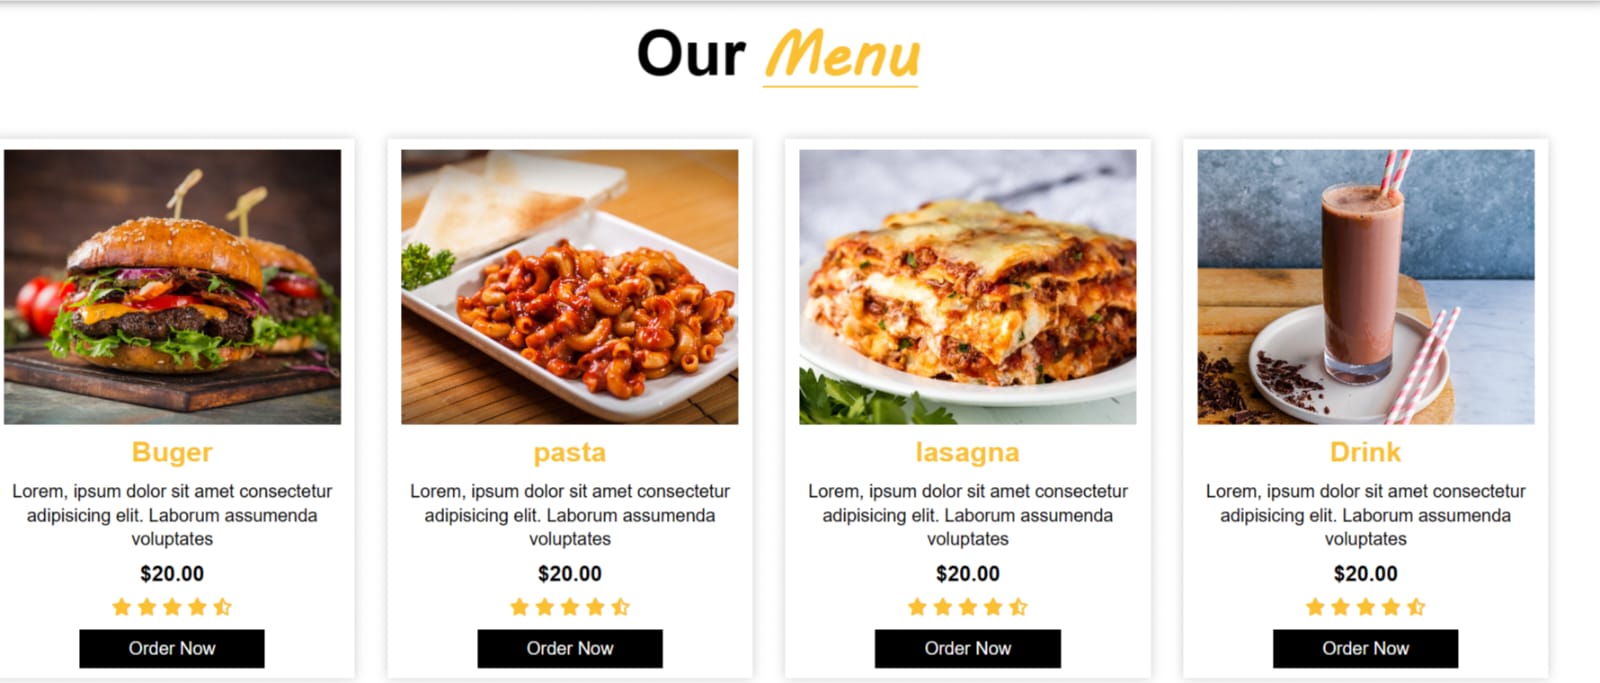 Our Menu
Buger
Lorem, ipsum dolor sit amet consectetur
adipisicing elit. Laborum assumenda
voluptates
$20.00
Order Now
pasta
Lorem, ipsum dolor sit amet consectetur
adipisicing elit. Laborum assumenda
voluptates
$20.00
Order Now
lasagna
Lorem, ipsum dolor sit amet consectetur
adipisicing elit. Laborum assumenda
voluptates
$20.00
Order Now
Drink
Lorem, ipsum dolor sit amet consectetur
adipisicing elit. Laborum assumenda
voluptates
$20.00
Order Now